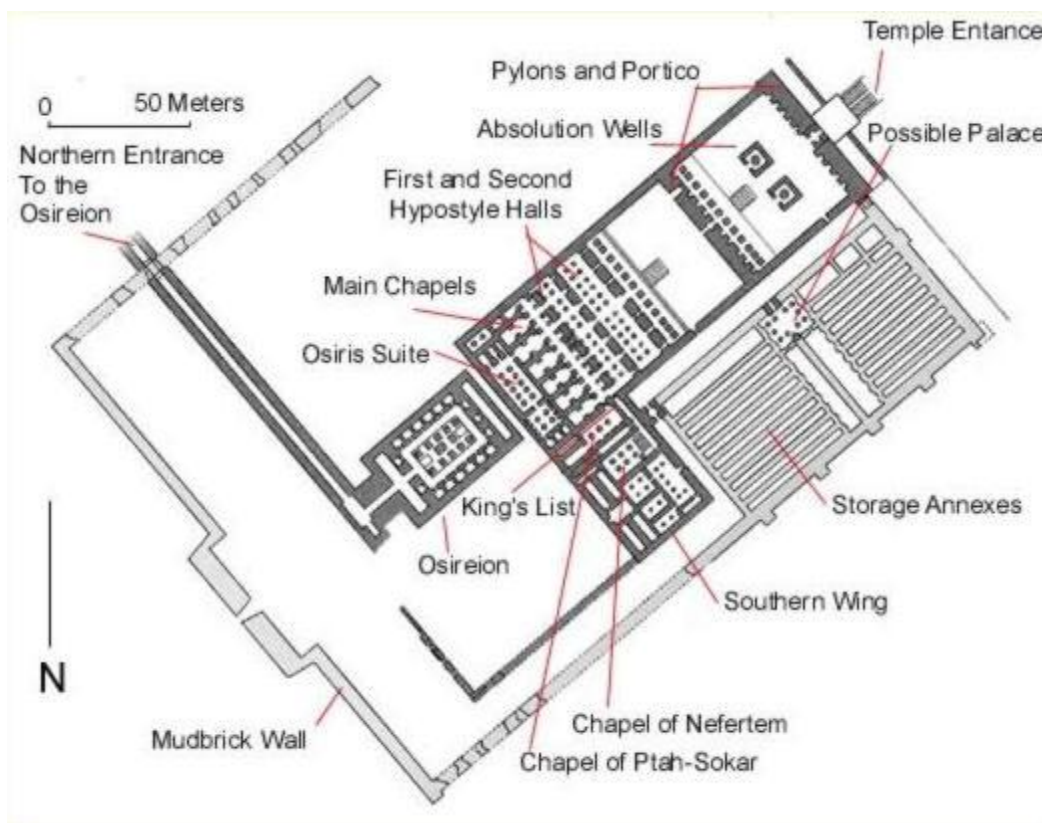 Temple Entance
Pylons and Portico
0 50 Meters
Absolution Wells
Possible Palace
Northern Entrance
To the
Osireion
First and Second
Hypostyle Halls
Main Chapels
Osiris Suite
King's List
Storage Annexes
Osireion
Southern Wing
N
Chapel of Nefertem
Mudbrick Wall
Chapel of Ptah-Sokar